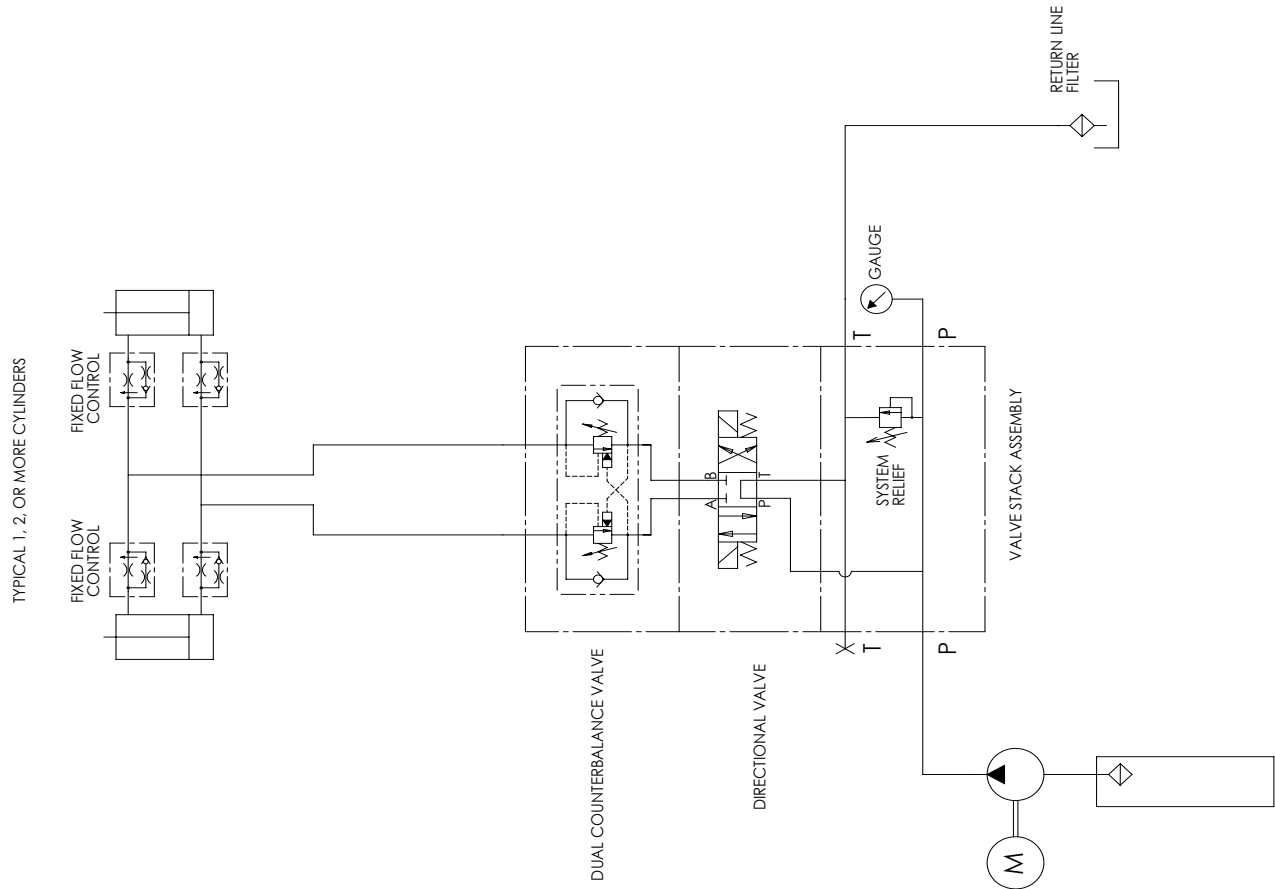 TYPICAL 1, 2, OR MORE CYLINDERS
FIXED FLOW
CONTROL
FIXED FLOW
CONTROL
DUAL COUNTERBALANCE VALVE
DIRECTIONAL VALVE
A
B
P
T
SYSTEM
RELIEF
VALVE STACK ASSEMBLY
T
P
T
P
GAUGE
RETURN LINE
FILTER
M